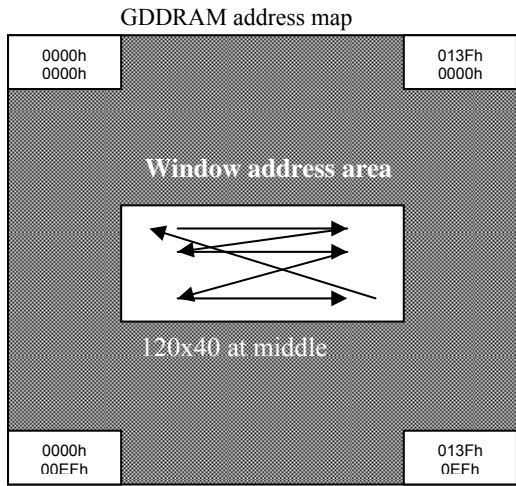 GDDRAM address map
0000h
0000h
013Fh
0000h
Window address area
120x40 at middle
0000h
00EFh
013Fh
0EFh